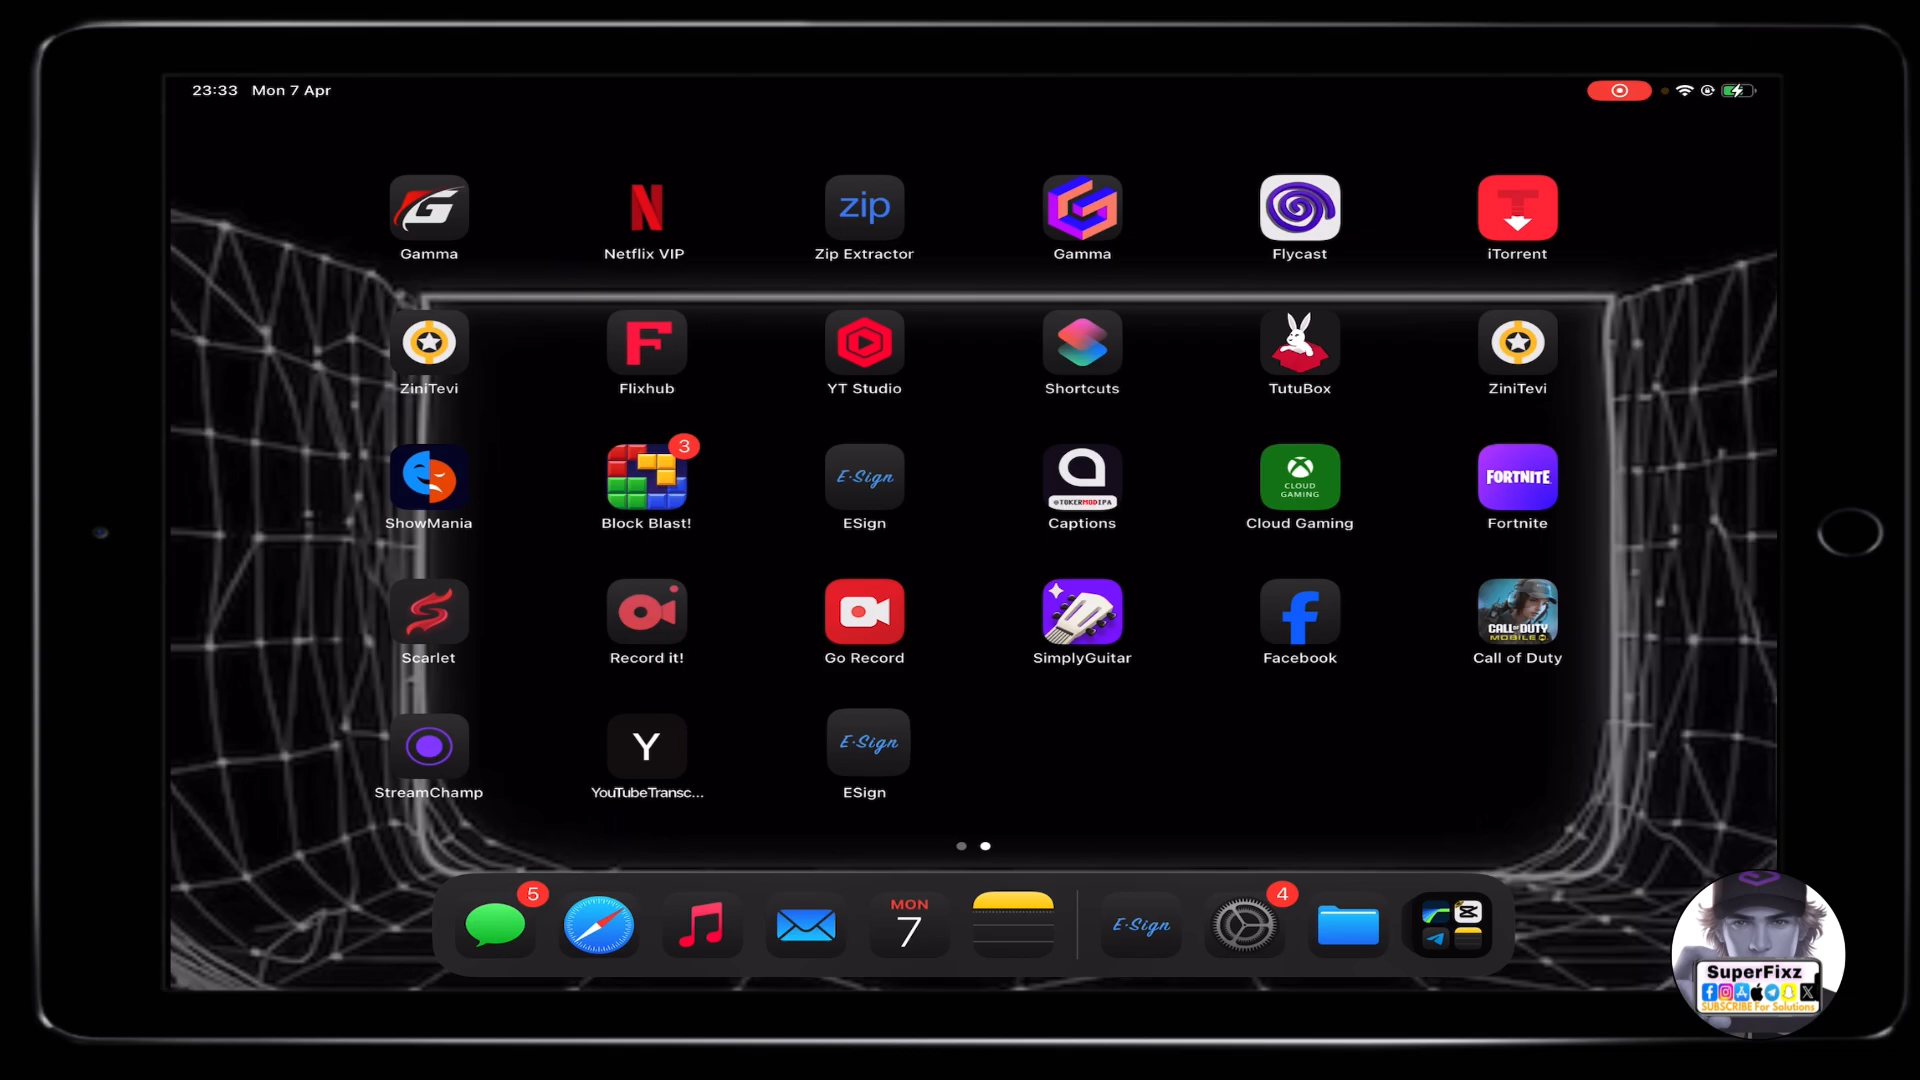 23:33 Mon 7 Apr
zip
Gamma
Netflix VIP
Zip Extractor
Gamma
Flycast
iTorrent
ZiniTevi
Flixhub
YT Studio
Shortcuts
TutuBox
ZiniTevi
3
E·Sign
@TOKERMODIPA
CLOUD
GAMING
FORTNITE
ShowMania
Block Blast!
ESign
Captions
Cloud Gaming
Fortnite
CALL OF DUTY
MOBILE
Scarlet
Record it!
Go Record
SimplyGuitar
Facebook
Call of Duty
Y
E·Sign
StreamChamp
YouTubeTransc...
ESign
5
MON
7
E·Sign
4
SuperFixz
SUBSCRIBE For Solutions